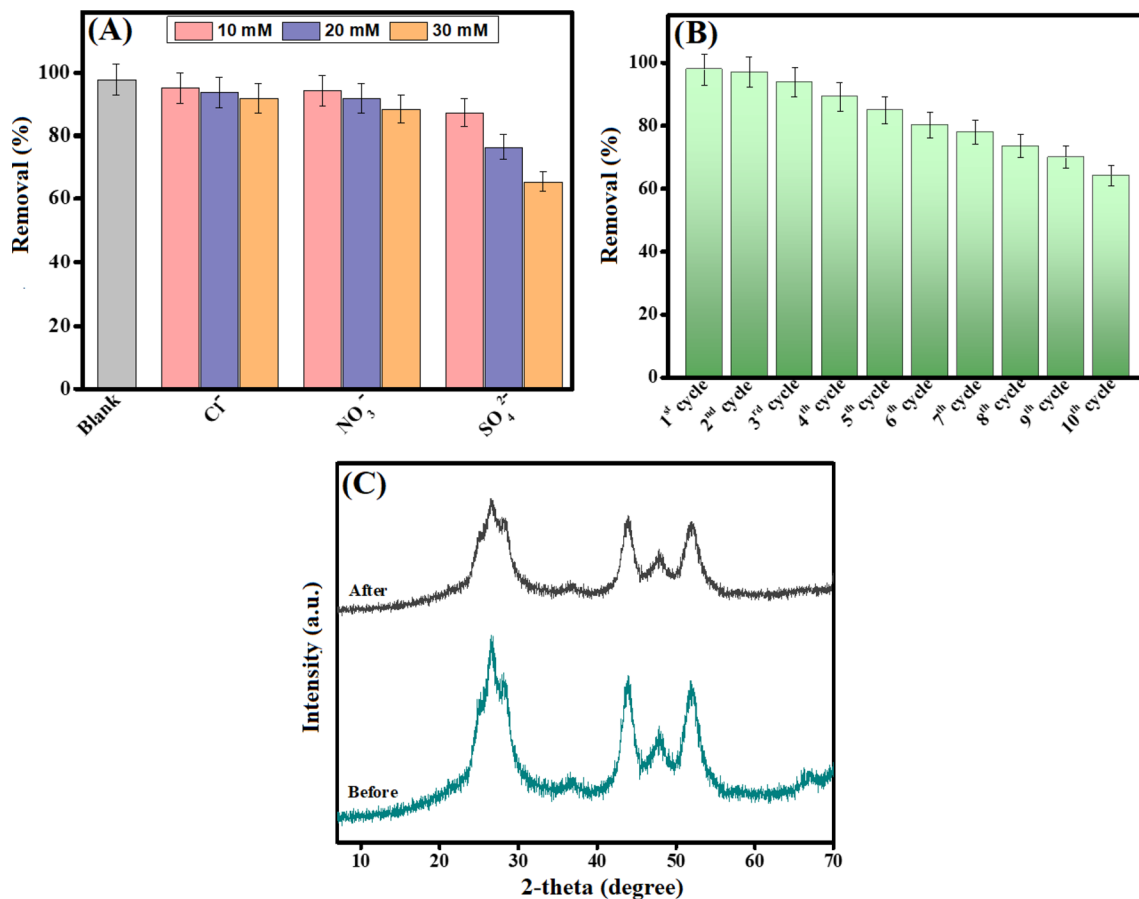 (A)
10 mM 20 mM 30 mM
Removal (%)
100
80
60
40
20
0
Blank
Cl⁻
NO₃⁻
SO₄²⁻
(B)
Removal (%)
100
80
60
40
20
0
1ˢᵗ cycle
2ⁿᵈ cycle
3ʳᵈ cycle
4ᵗʰ cycle
5ᵗʰ cycle
6ᵗʰ cycle
7ᵗʰ cycle
8ᵗʰ cycle
9ᵗʰ cycle
10ᵗʰ cycle
(C)
Intensity (a.u.)
After
Before
10 20 30 40 50 60 70
2-theta (degree)